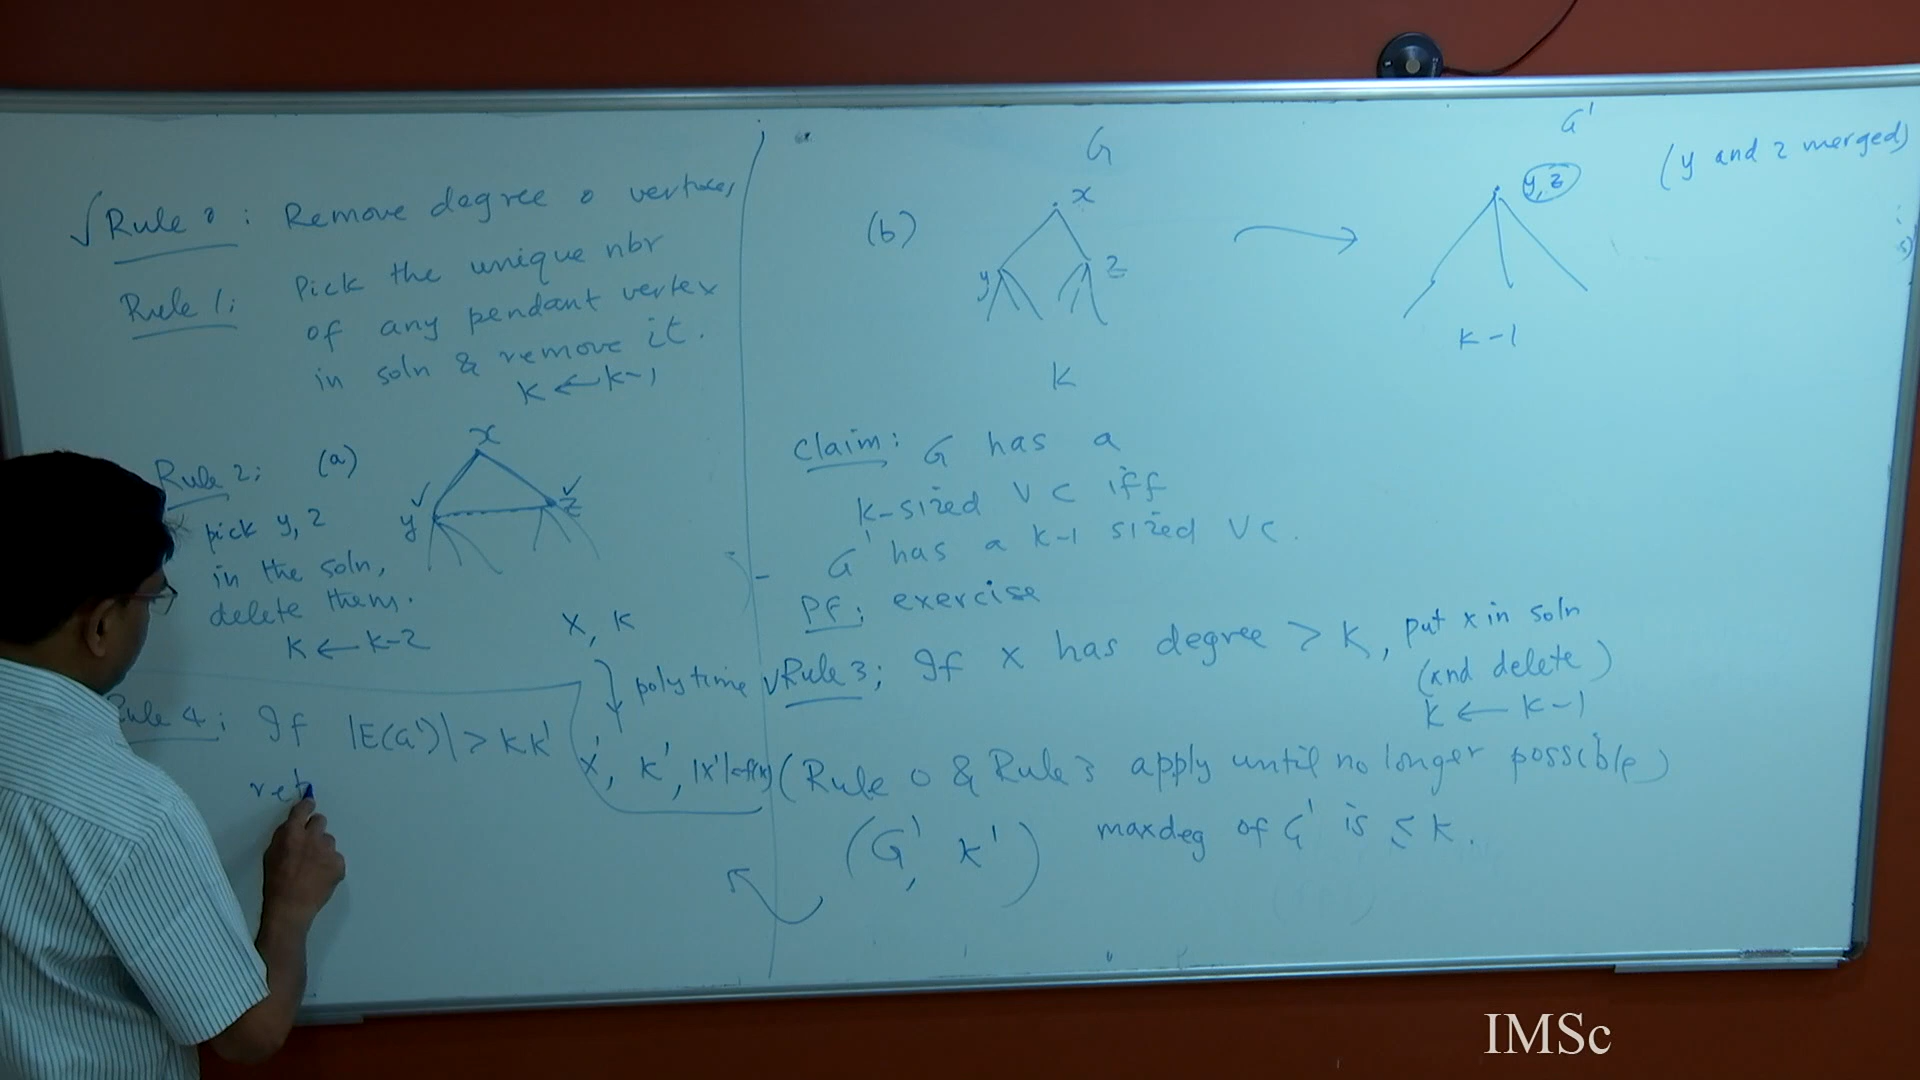 √Rule 0: Remove degree 0 vertices,
Rule 1: Pick the unique nbr
of any pendant vertex
in soln & remove it.
k ← k-1
Rule 2: (a)
x
y
z
pick y, z
in the soln,
delete them.
k ← k-2
x, k
polytime
x', k', |x'| ≤ f(k)
Rule 4: If |E(G')| > kk'
ret
G
(b)
x
y
z
k
G'
y, z
(y and z merged)
k-1
Claim: G has a
k-sized VC iff
G' has a k-1 sized VC.
Pf: exercise
√Rule 3: If x has degree > k, put x in soln
(and delete)
k ← k-1
(Rule 0 & Rule 3 apply until no longer possible)
(G', k') maxdeg of G' is ≤ k.
IMSc